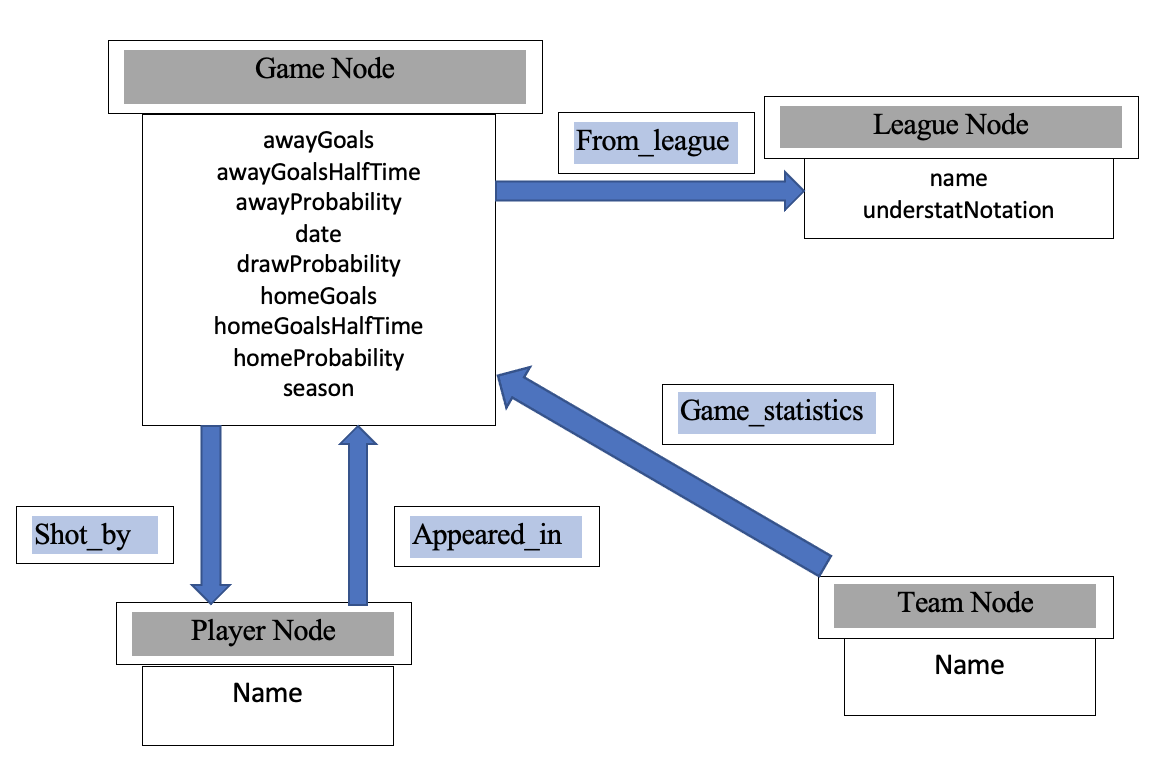 Game Node
awayGoals
awayGoalsHalfTime
awayProbability
date
drawProbability
homeGoals
homeGoalsHalfTime
homeProbability
season
From_league
League Node
name
understatNotation
Game_statistics
Shot_by
Appeared_in
Player Node
Name
Team Node
Name